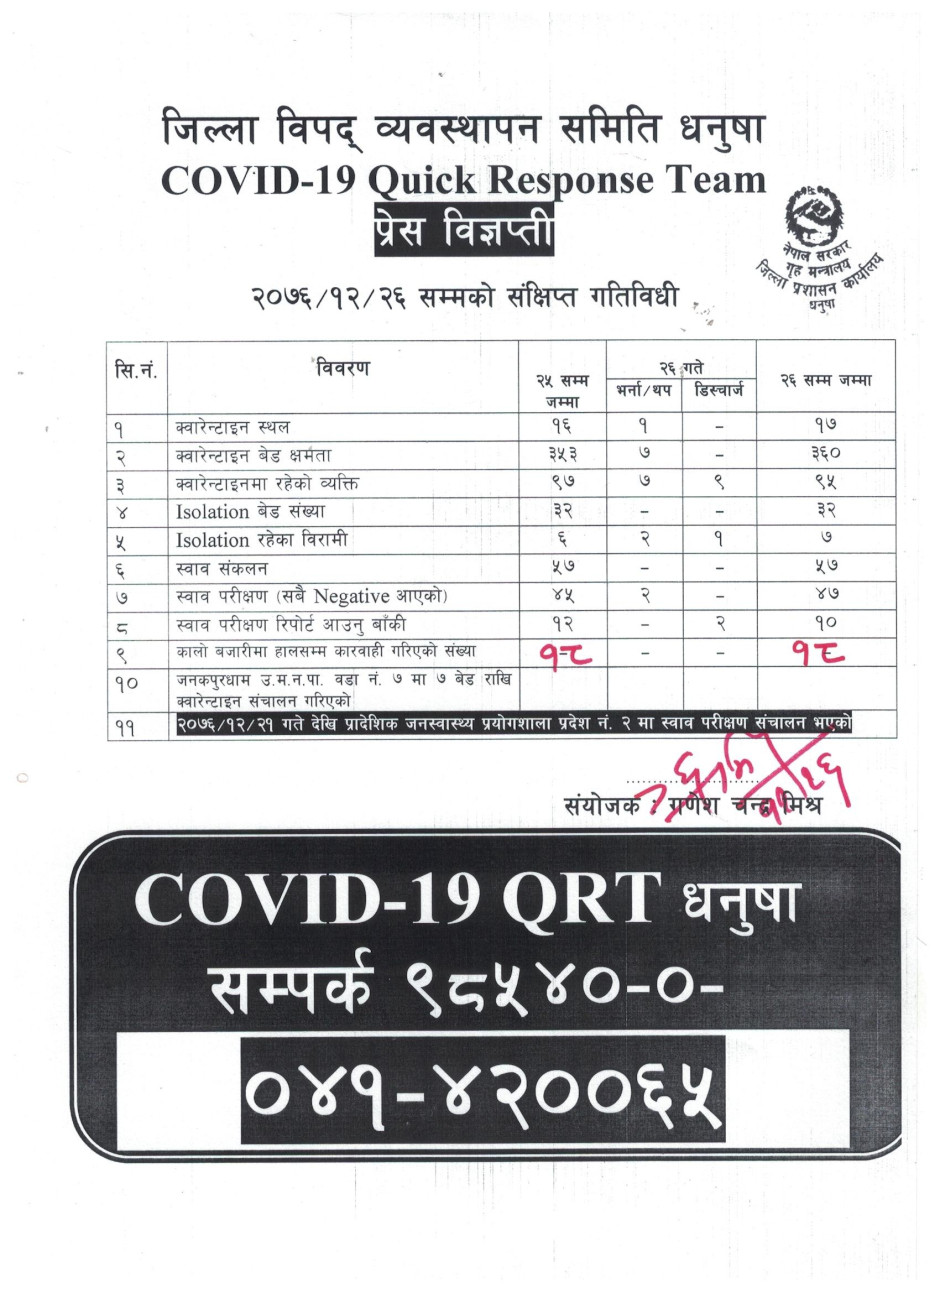 जिल्ला विपद् व्यवस्थापन समिति धनुषा
COVID-19 Quick Response Team
प्रेस विज्ञप्ती
नेपाल सरकार
गृह मन्त्रालय
जिल्ला प्रशासन कार्यालय
धनुषा
२०७६/१२/२६ सम्मको संक्षिप्त गतिविधी
सि.नं. विवरण २५ सम्म जम्मा २६ गते २६ सम्म जम्मा
भर्ना/थप डिस्चार्ज
१ क्वारेन्टाइन स्थल १६ १ - १७
२ क्वारेन्टाइन बेड क्षमता ३५३ ७ - ३६०
३ क्वारेन्टाइनमा रहेको व्यक्ति ९७ ७ ९ ९५
४ Isolation बेड संख्या ३२ - - ३२
५ Isolation रहेका विरामी ६ २ १ ७
६ स्वाव संकलन ५७ - - ५७
७ स्वाव परीक्षण (सबै Negative आएको) ४५ २ - ४७
८ स्वाव परीक्षण रिपोर्ट आउनु बाँकी १२ - २ १०
९ कालो बजारीमा हालसम्म कारवाही गरिएको संख्या १८ - - १८
१० जनकपुरधाम उ.म.न.पा. वडा नं. ७ मा ७ बेड राखि
क्वारेन्टाइन संचालन गरिएको
११ २०७६/१२/२१ गते देखि प्रादेशिक जनस्वास्थ्य प्रयोगशाला प्रदेश नं. २ मा स्वाव परीक्षण संचालन भएको
संयोजक : गणेश चन्द्र मिश्र
COVID-19 QRT धनुषा
सम्पर्क ९८५४०-०-
०४१-४२००६५